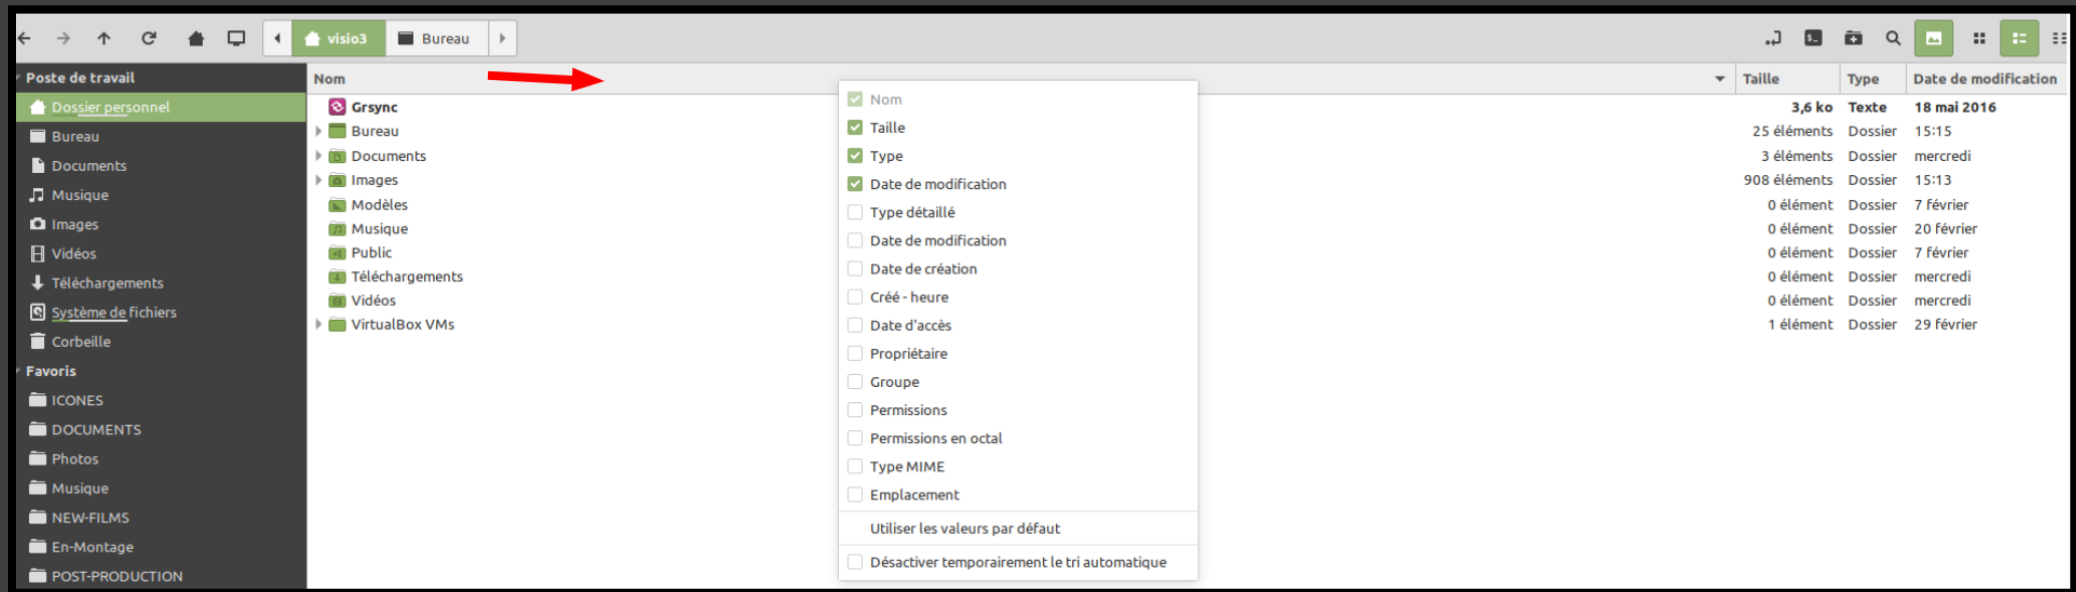 visio3 Bureau
Poste de travail
Dossier personnel
Bureau
Documents
Musique
Images
Vidéos
Téléchargements
Système de fichiers
Corbeille
Favoris
ICONES
DOCUMENTS
Photos
Musique
NEW-FILMS
En-Montage
POST-PRODUCTION
Nom Taille Type Date de modification
Grsync 3,6 ko Texte 18 mai 2016
Bureau 25 éléments Dossier 15:15
Documents 3 éléments Dossier mercredi
Images 908 éléments Dossier 15:13
Modèles 0 élément Dossier 7 février
Musique 0 élément Dossier 20 février
Public 0 élément Dossier 7 février
Téléchargements 0 élément Dossier mercredi
Vidéos 0 élément Dossier mercredi
VirtualBox VMs 1 élément Dossier 29 février
Nom
Taille
Type
Date de modification
Type détaillé
Date de modification
Date de création
Créé - heure
Date d'accès
Propriétaire
Groupe
Permissions
Permissions en octal
Type MIME
Emplacement
Utiliser les valeurs par défaut
Désactiver temporairement le tri automatique